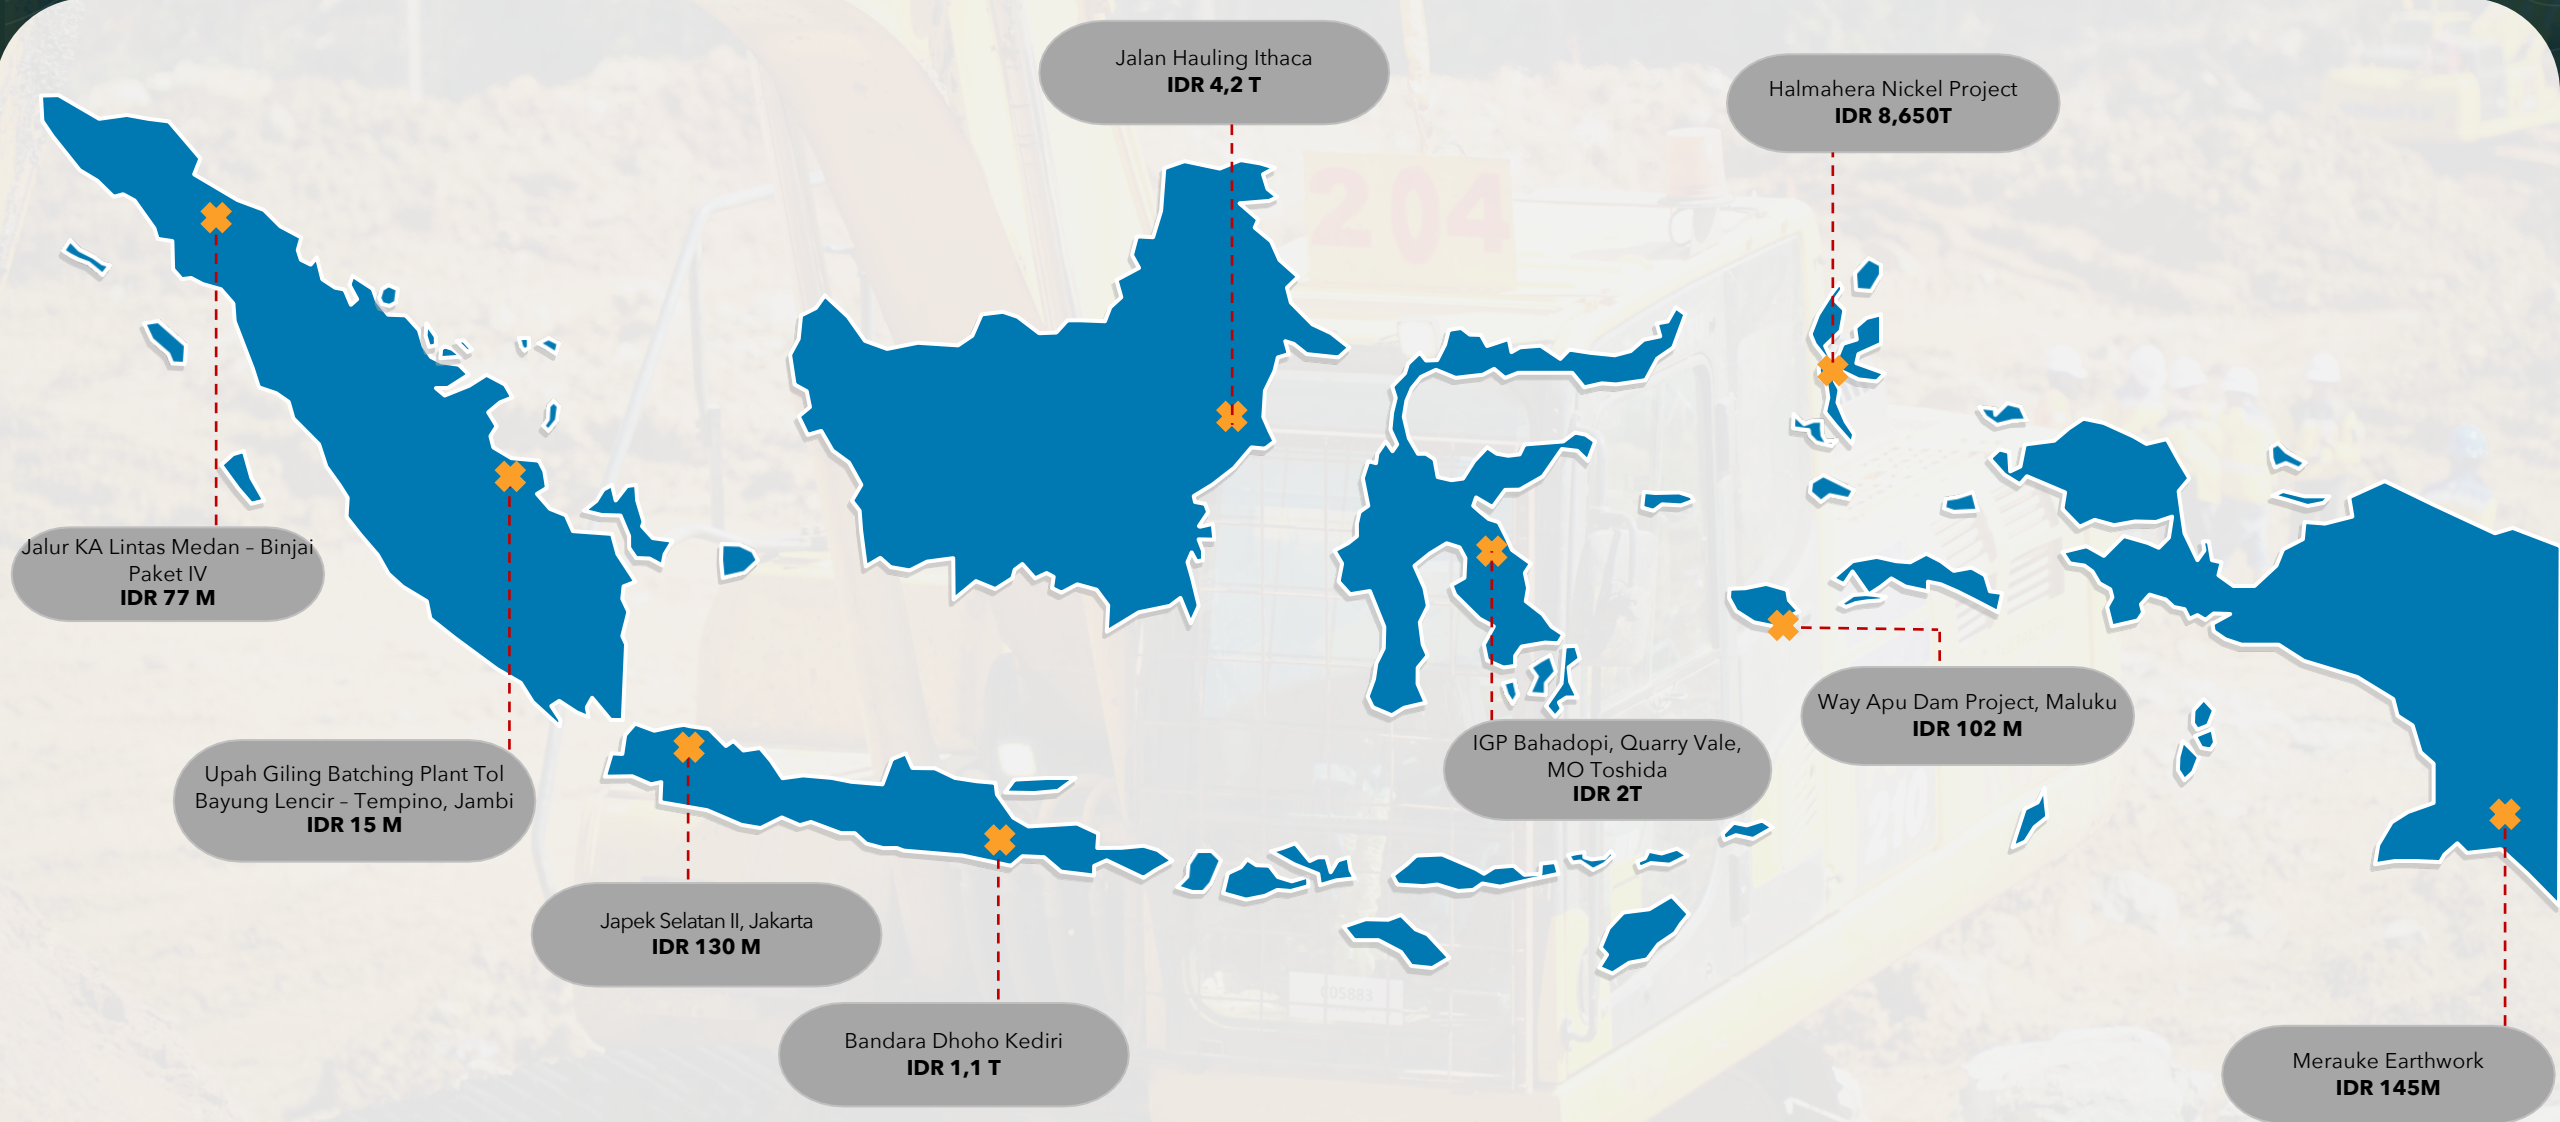 Jalan Hauling Ithaca
IDR 4,2 T
Halmahera Nickel Project
IDR 8,650T
204
Jalur KA Lintas Medan – Binjai
Paket IV
IDR 77 M
Upah Giling Batching Plant Tol
Bayung Lencir – Tempino, Jambi
IDR 15 M
Japek Selatan II, Jakarta
IDR 130 M
Bandara Dhoho Kediri
IDR 1,1 T
IGP Bahadopi, Quarry Vale,
MO Toshida
IDR 2T
Way Apu Dam Project, Maluku
IDR 102 M
005883
Merauke Earthwork
IDR 145M